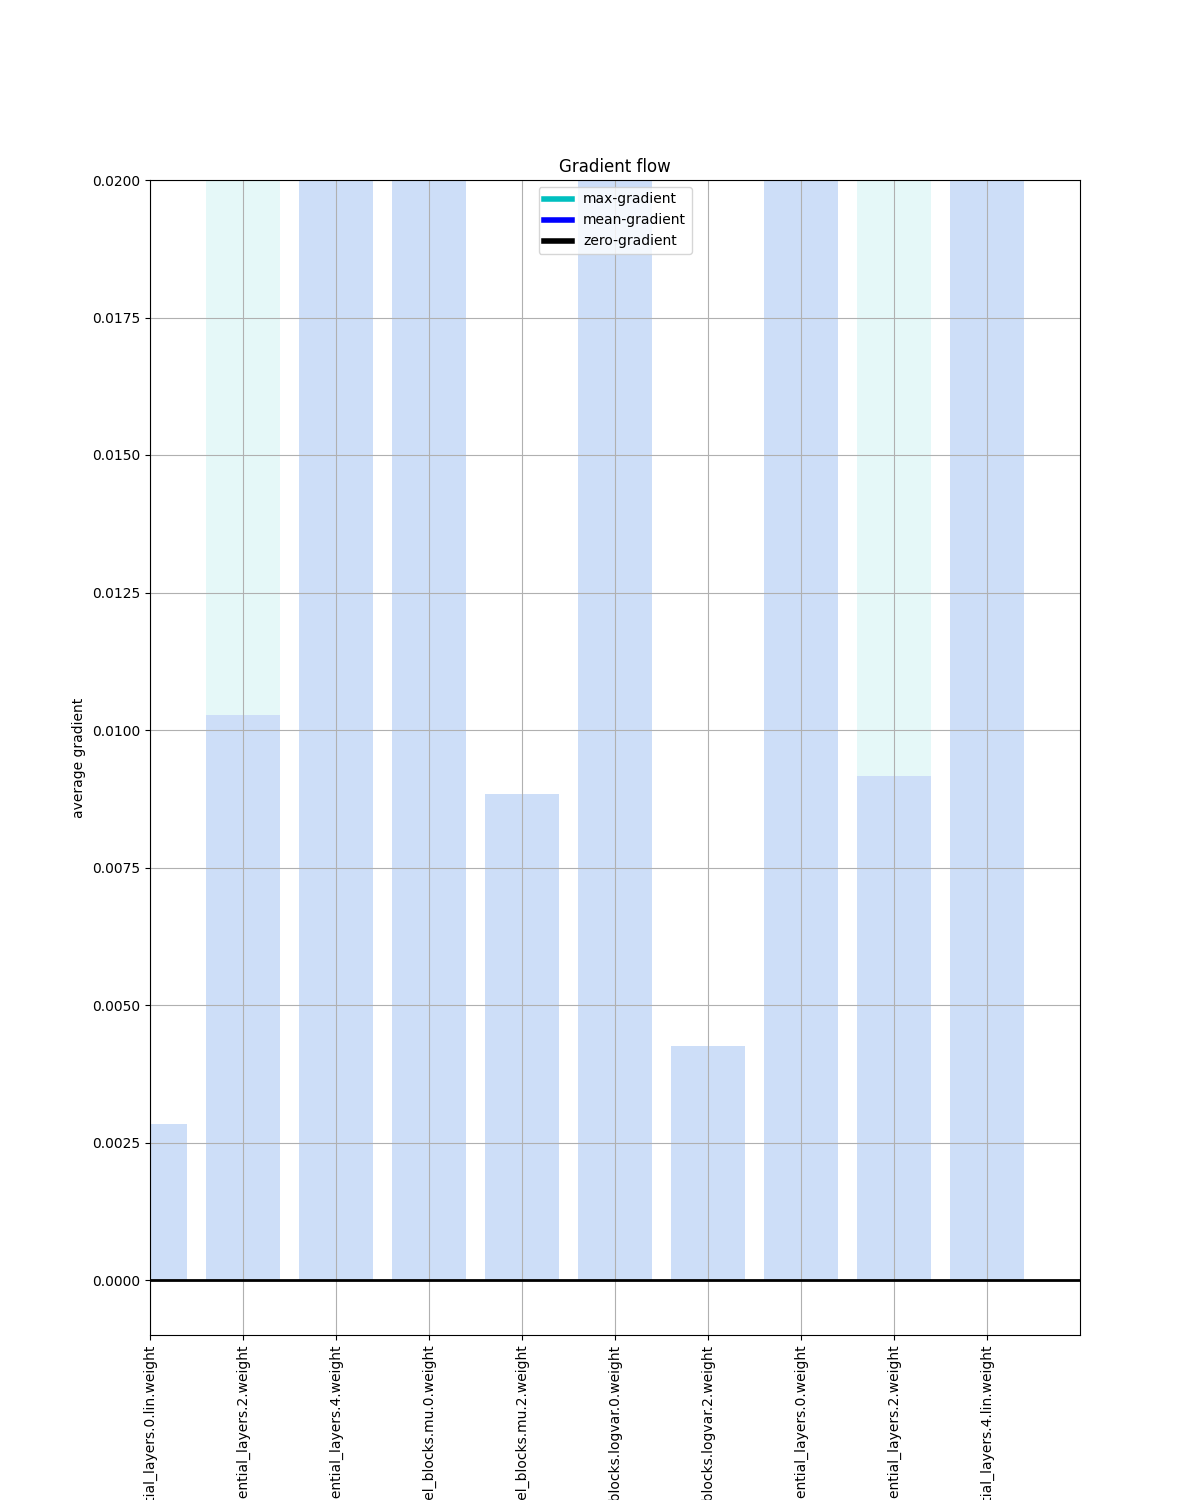 Gradient flow
max-gradient
mean-gradient
zero-gradient
0.0200
0.0175
0.0150
0.0125
0.0100
0.0075
0.0050
0.0025
0.0000
average gradient
tial_layers.0.lin.weight
ential_layers.2.weight
ential_layers.4.weight
el_blocks.mu.0.weight
el_blocks.mu.2.weight
blocks.logvar.0.weight
blocks.logvar.2.weight
ential_layers.0.weight
ential_layers.2.weight
tial_layers.4.lin.weight